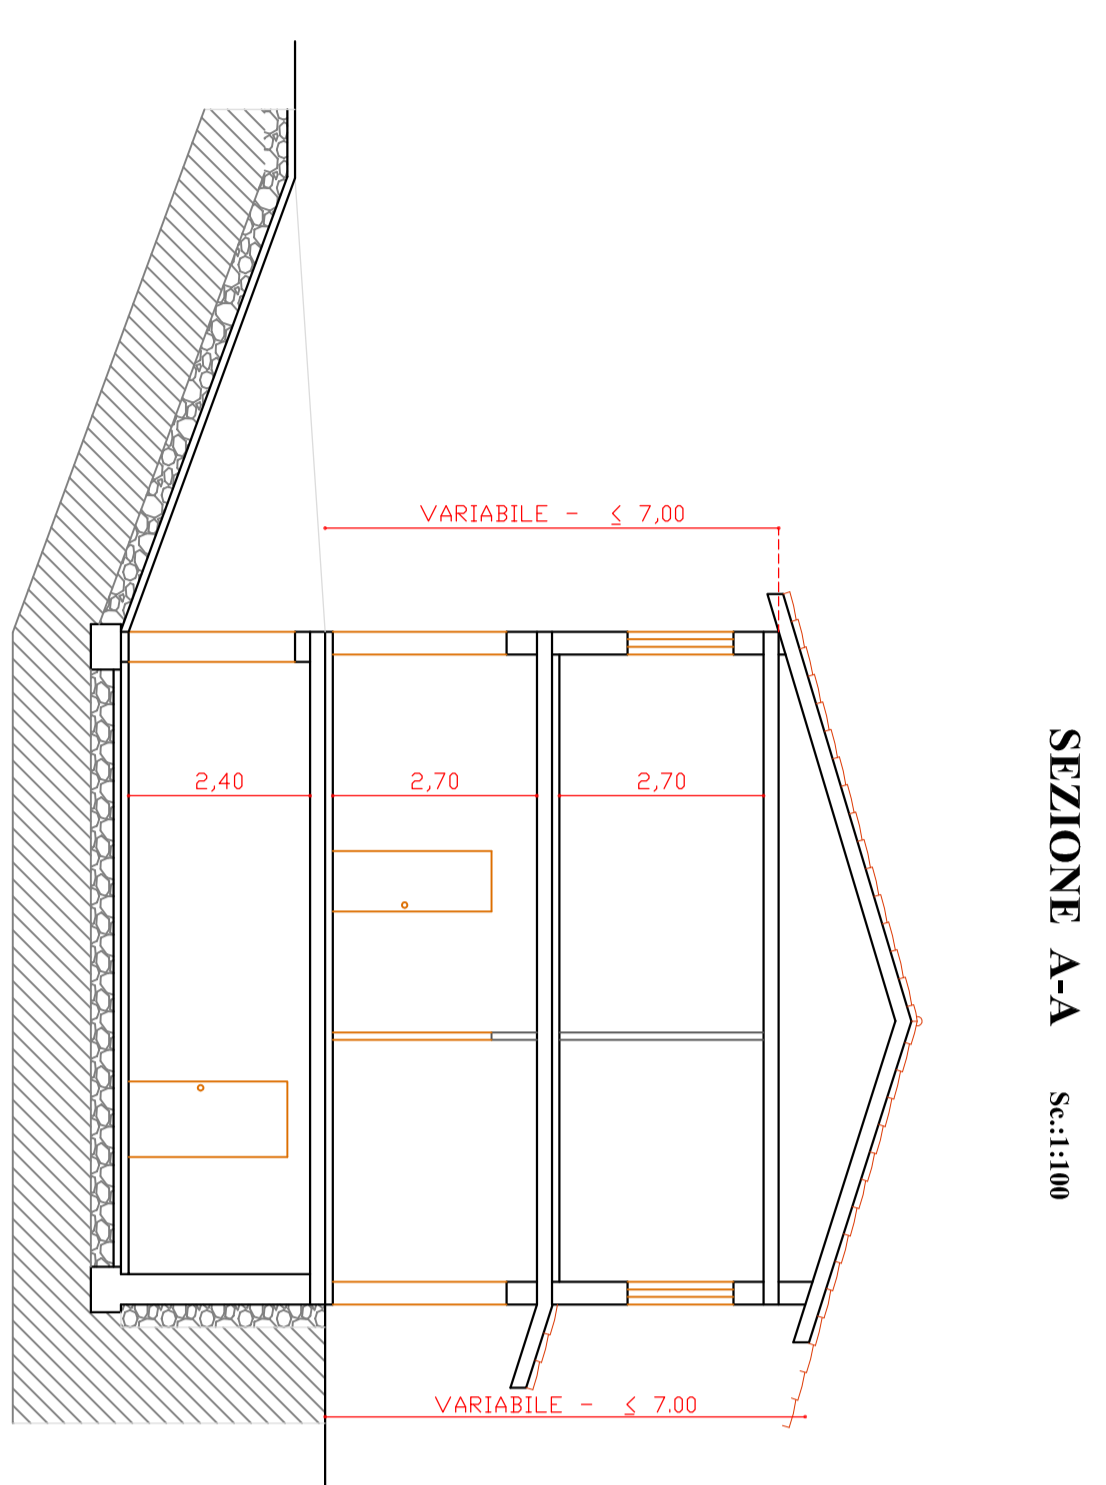 VARIABILE - ≤ 7,00
2,40
2,70
2,70
VARIABILE - ≤ 7.00
SEZIONE A-A Sc.:1:100